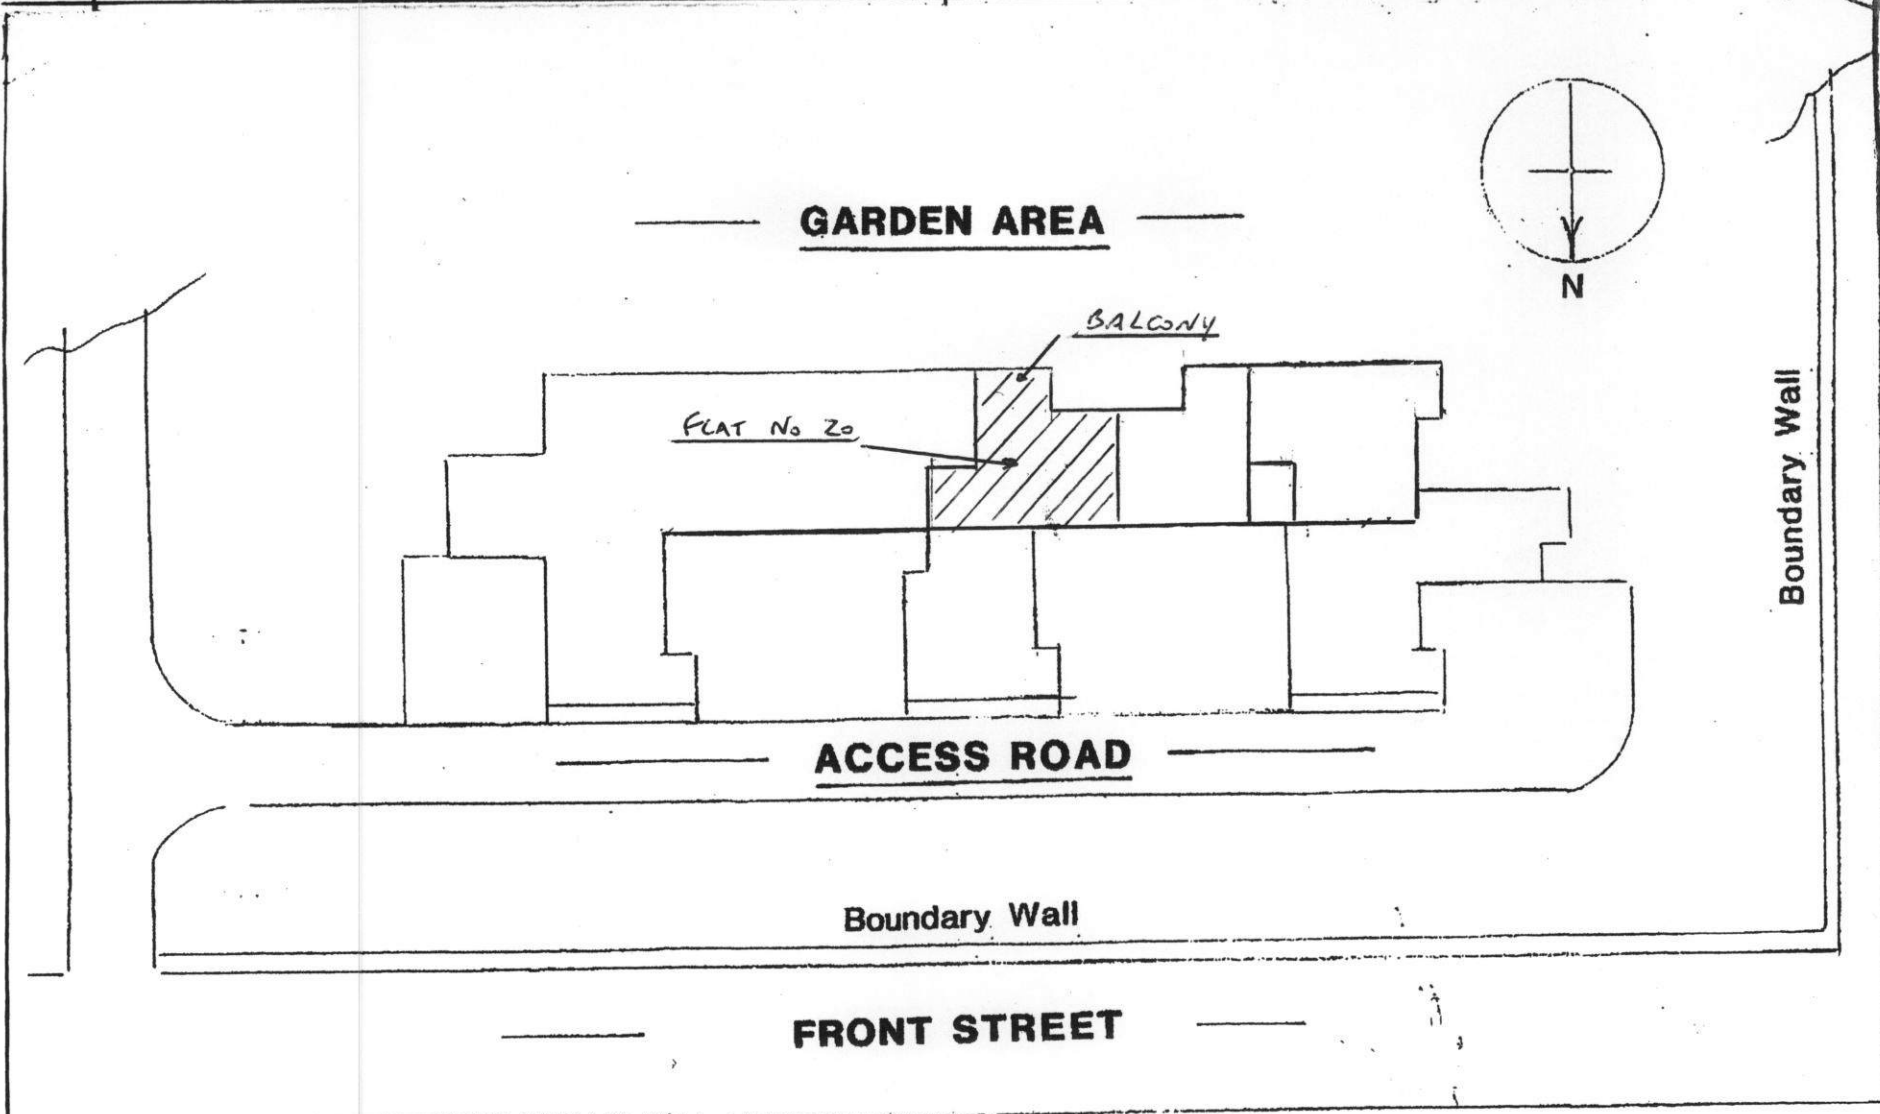 GARDEN AREA
N
BALCONY
FLAT No 20
Boundary Wall
ACCESS ROAD
Boundary Wall
FRONT STREET